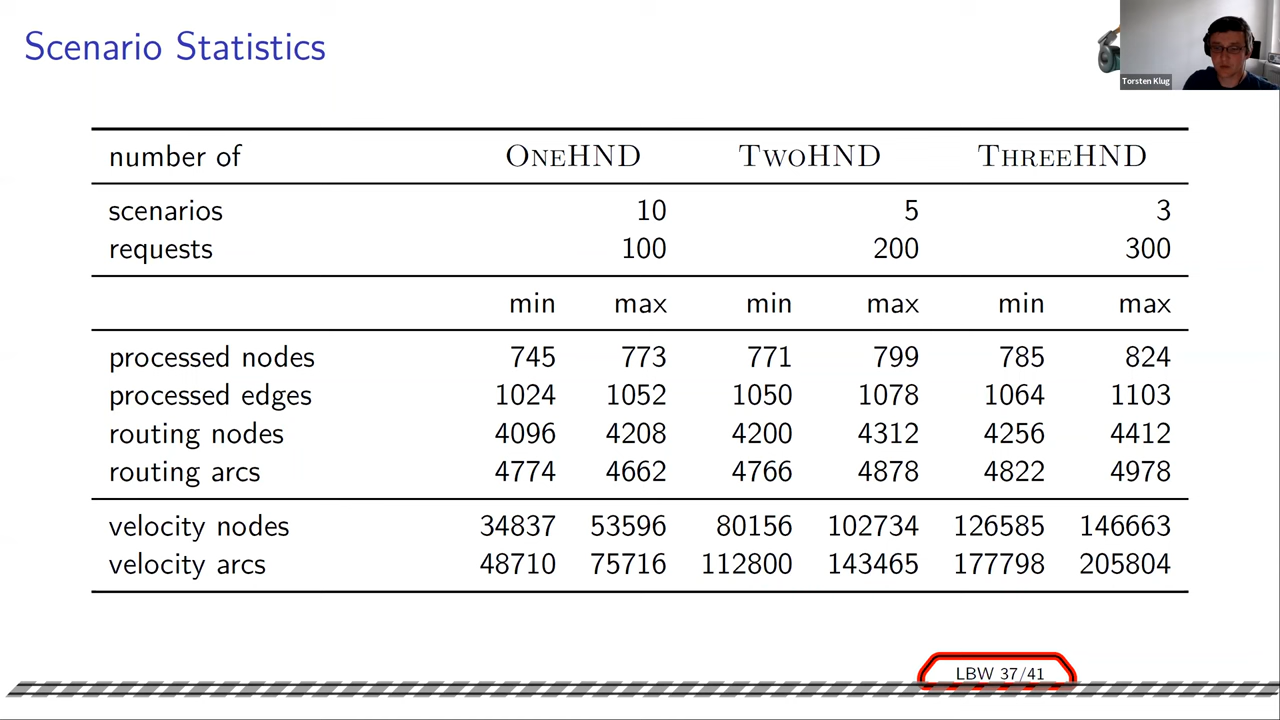 Scenario Statistics
Torsten Klug
number of OneHND TwoHND ThreeHND
scenarios 10 5 3
requests 100 200 300
min max min max min max
processed nodes 745 773 771 799 785 824
processed edges 1024 1052 1050 1078 1064 1103
routing nodes 4096 4208 4200 4312 4256 4412
routing arcs 4774 4662 4766 4878 4822 4978
velocity nodes 34837 53596 80156 102734 126585 146663
velocity arcs 48710 75716 112800 143465 177798 205804
LBW 37/41